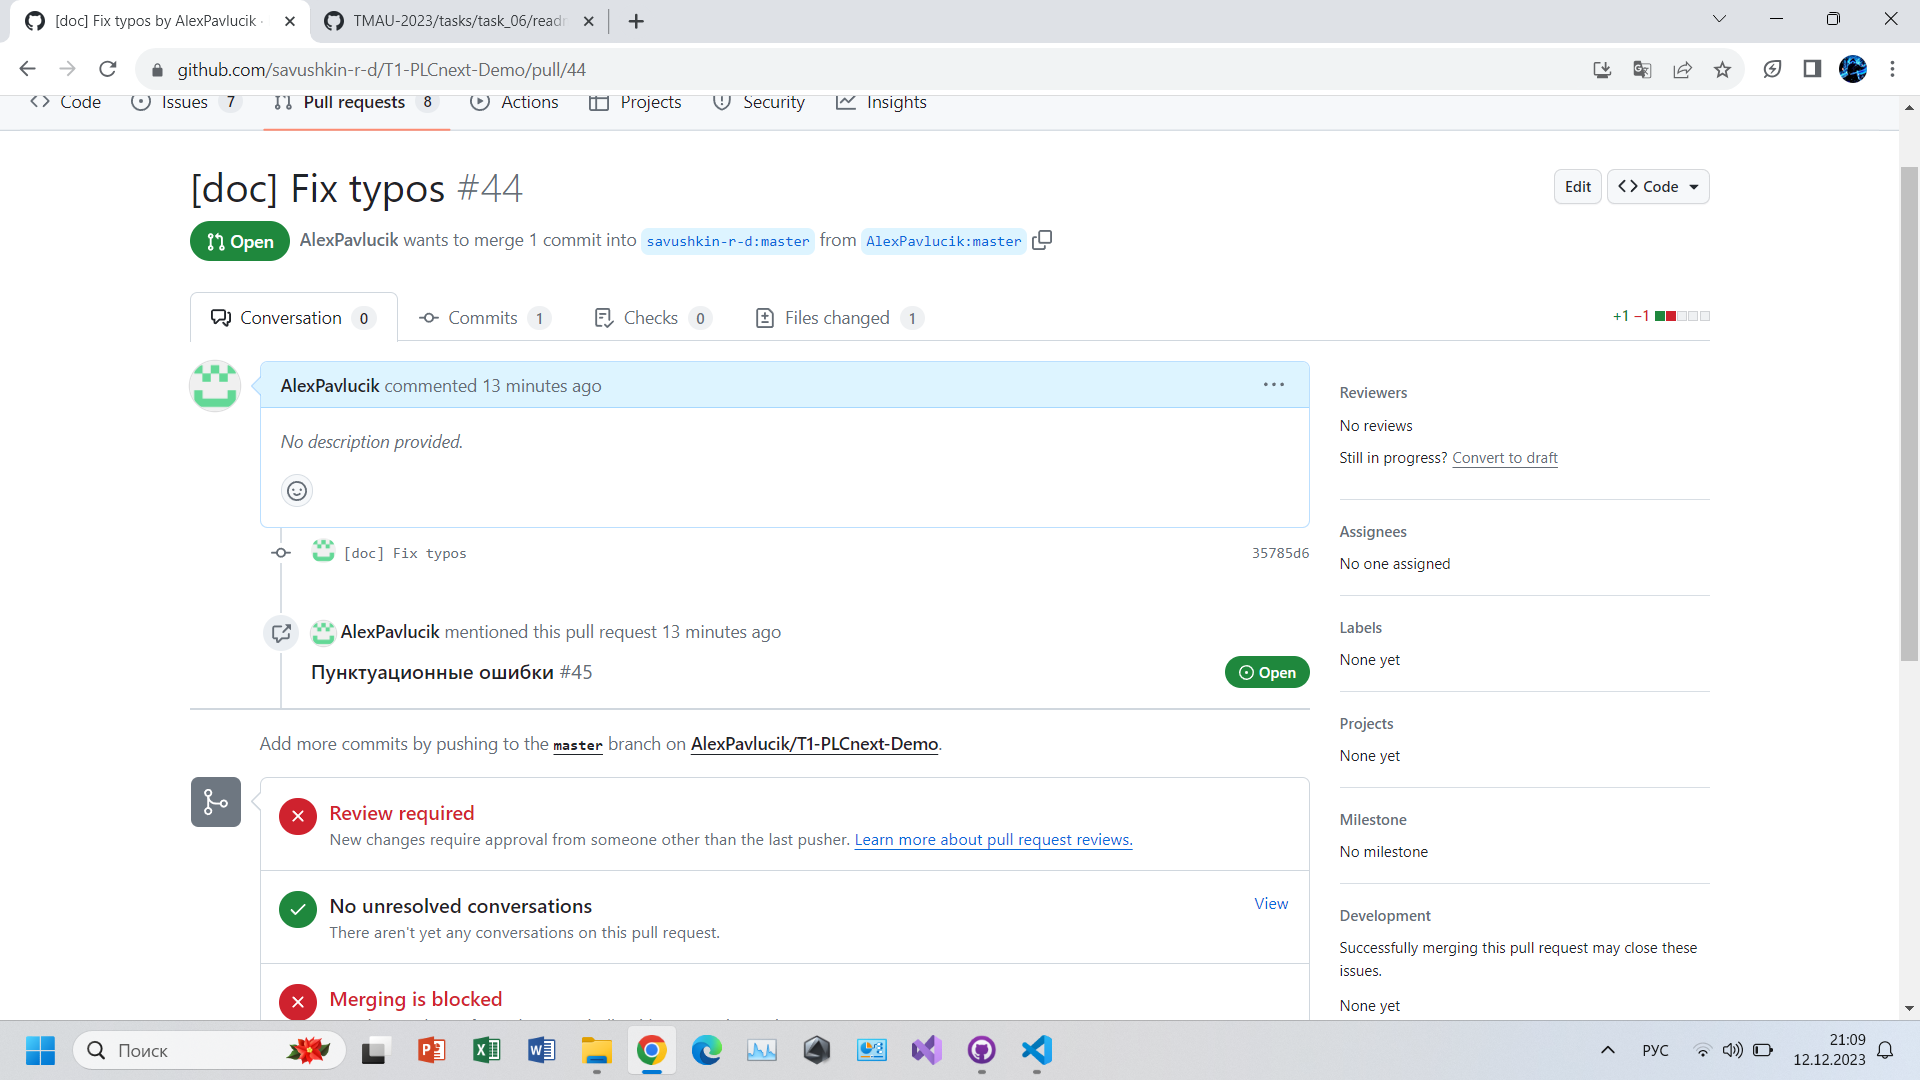 [doc] Fix typos by AlexPavlucik ·
TMAU-2023/tasks/task_06/readm
github.com/savushkin-r-d/T1-PLCnext-Demo/pull/44
Code
Issues 7
Pull requests 8
Actions
Projects
Security
Insights
[doc] Fix typos #44
Edit
Code
Open
AlexPavlucik wants to merge 1 commit into savushkin-r-d:master from AlexPavlucik:master
Conversation 0
Commits 1
Checks 0
Files changed 1
+1 −1
AlexPavlucik commented 13 minutes ago
No description provided.
[doc] Fix typos
35785d6
AlexPavlucik mentioned this pull request 13 minutes ago
Пунктуационные ошибки #45
Open
Add more commits by pushing to the master branch on AlexPavlucik/T1-PLCnext-Demo.
Review required
New changes require approval from someone other than the last pusher. Learn more about pull request reviews.
No unresolved conversations
There aren't yet any conversations on this pull request.
View
Merging is blocked
Reviewers
No reviews
Still in progress? Convert to draft
Assignees
No one assigned
Labels
None yet
Projects
None yet
Milestone
No milestone
Development
Successfully merging this pull request may close these
issues.
None yet
Поиск
РУС
21:09
12.12.2023